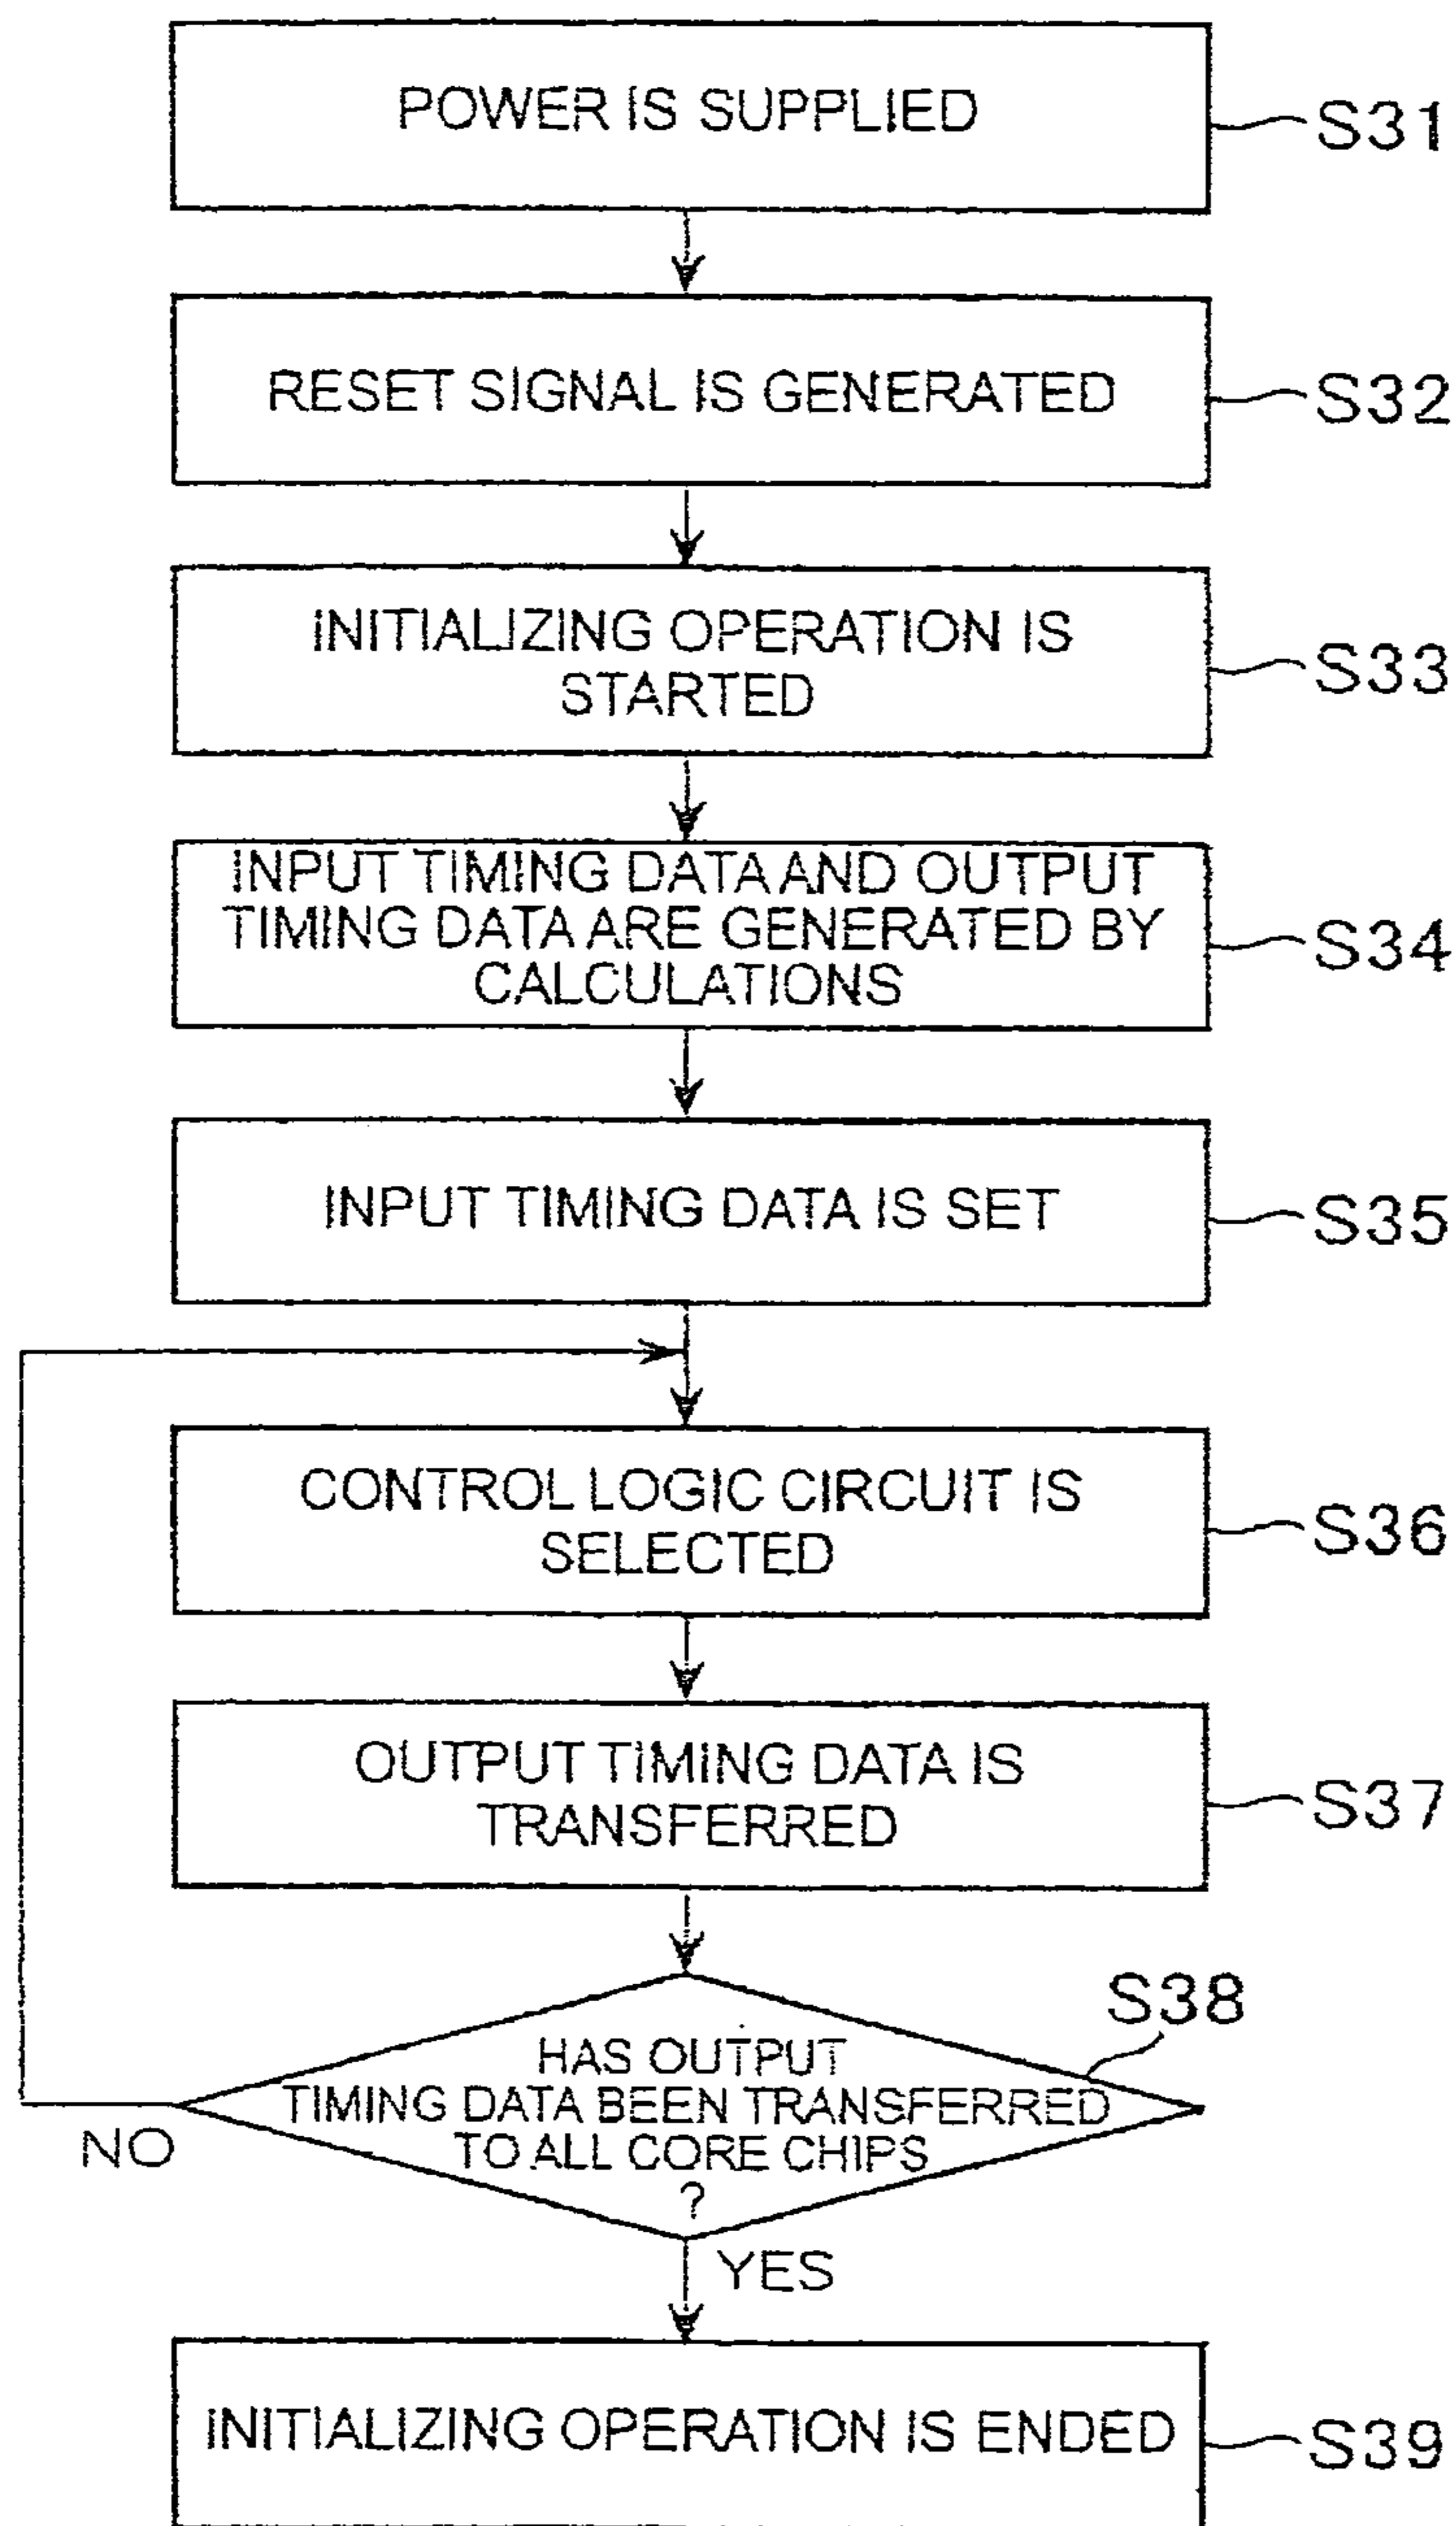 POWER IS SUPPLIED
S31
RESET SIGNAL IS GENERATED
S32
INITIALIZING OPERATION IS
STARTED
S33
INPUT TIMING DATA AND OUTPUT
TIMING DATA ARE GENERATED BY
CALCULATIONS
S34
INPUT TIMING DATA IS SET
S35
CONTROL LOGIC CIRCUIT IS
SELECTED
S36
OUTPUT TIMING DATA IS
TRANSFERRED
S37
S38
HAS OUTPUT
TIMING DATA BEEN TRANSFERRED
TO ALL CORE CHIPS
?
NO
YES
INITIALIZING OPERATION IS ENDED
S39